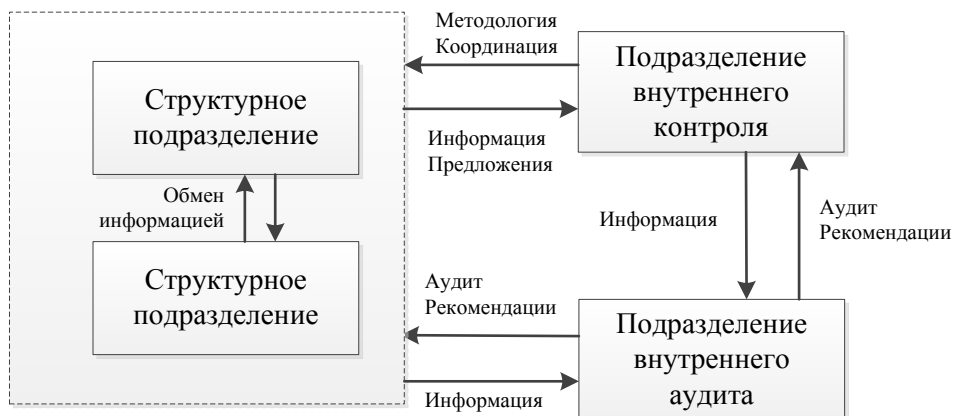 Методология
Координация
Подразделение
внутреннего
контроля
Структурное
подразделение
Информация
Предложения
Обмен
информацией
Информация
Аудит
Рекомендации
Структурное
подразделение
Аудит
Рекомендации
Подразделение
внутреннего
аудита
Информация